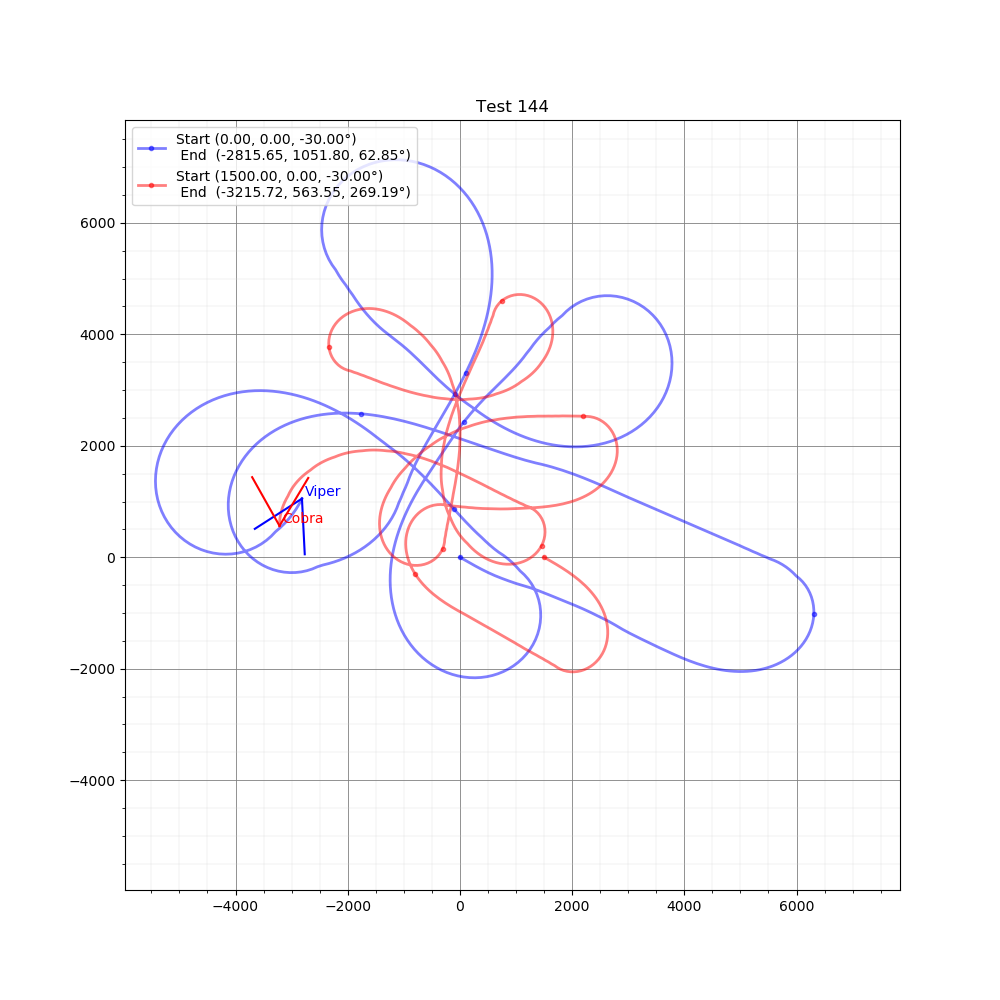 Test 144
Start (0.00, 0.00, -30.00°)
End (-2815.65, 1051.80, 62.85°)
Start (1500.00, 0.00, -30.00°)
End (-3215.72, 563.55, 269.19°)
6000
4000
2000
0
−2000
−4000
Viper
Cobra
−4000
−2000
0
2000
4000
6000